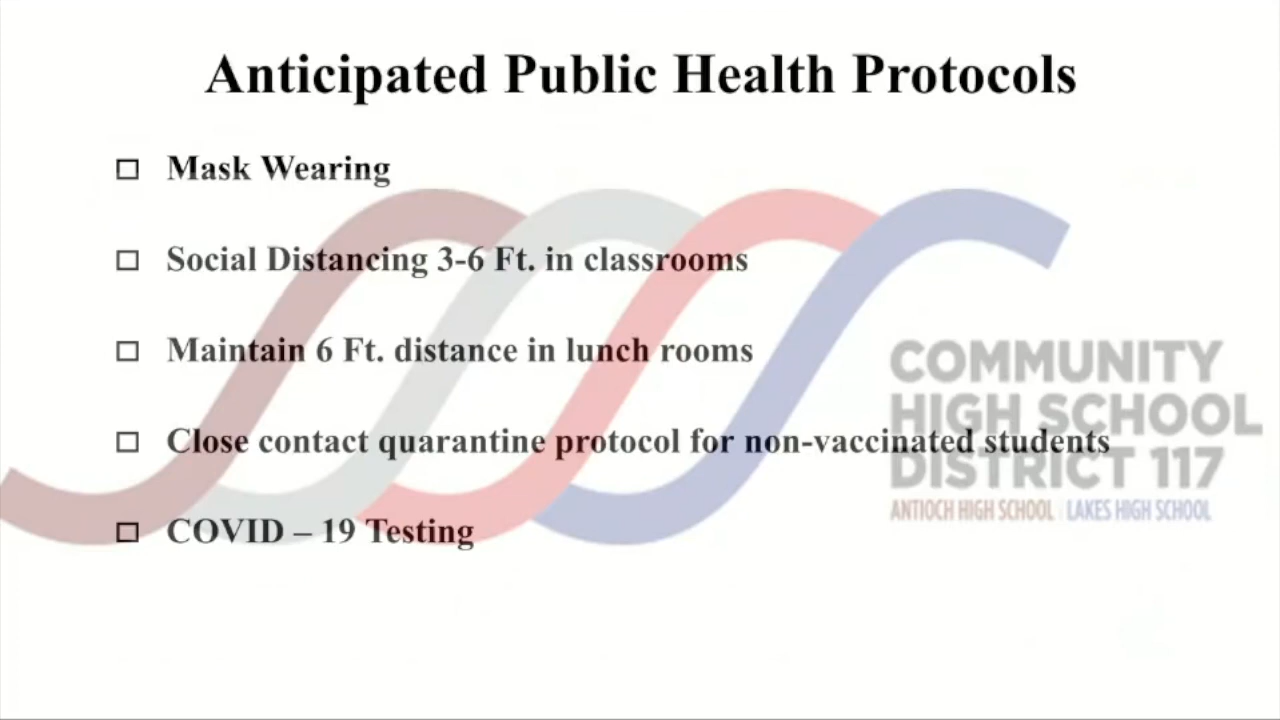 Anticipated Public Health Protocols
Mask Wearing
Social Distancing 3-6 Ft. in classrooms
Maintain 6 Ft. distance in lunch rooms
Close contact quarantine protocol for non-vaccinated students
COVID – 19 Testing
COMMUNITY
HIGH SCHOOL
DISTRICT 117
ANTIOCH HIGH SCHOOL | LAKES HIGH SCHOOL